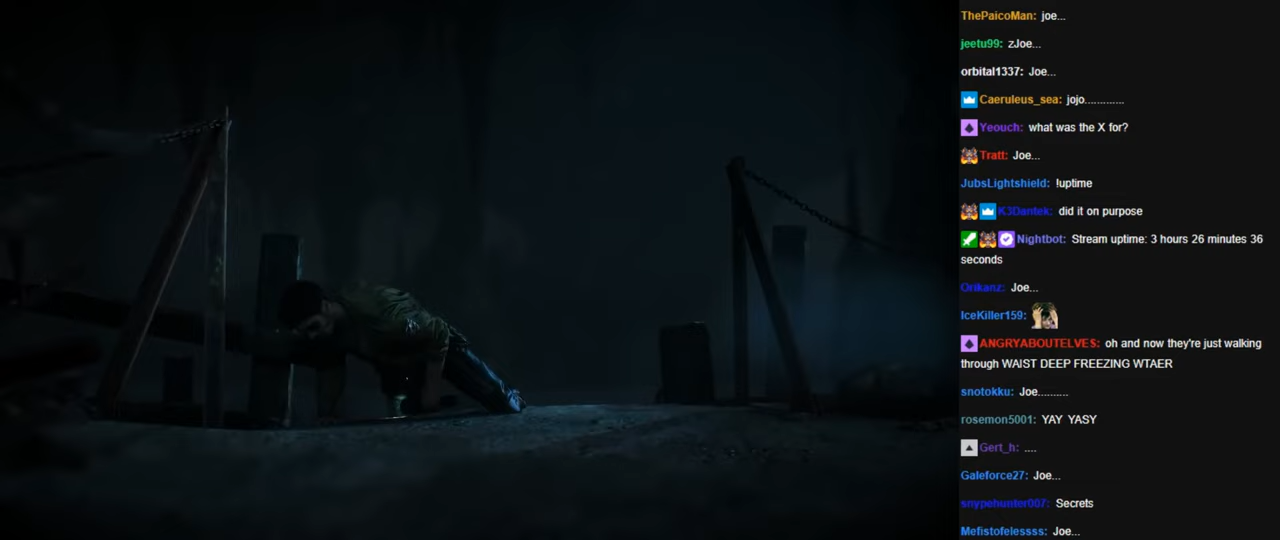 ThePaicoMan: joe...
jeetu99: zJoe...
orbital1337: Joe...
Caeruleus_sea: jojo.............
Yeouch: what was the X for?
Tratt: Joe...
JubsLightshield: !uptime
K3Dantek: did it on purpose
Nightbot: Stream uptime: 3 hours 26 minutes 36
seconds
Orikanz: Joe...
IceKiller159:
ANGRYABOUTELVES: oh and now they're just walking
through WAIST DEEP FREEZING WTAER
snotokku: Joe..........
rosemon5001: YAY YASY
Gert_h: ....
Galeforce27: Joe...
snypehunter007: Secrets
Mefistofelessss: Joe...